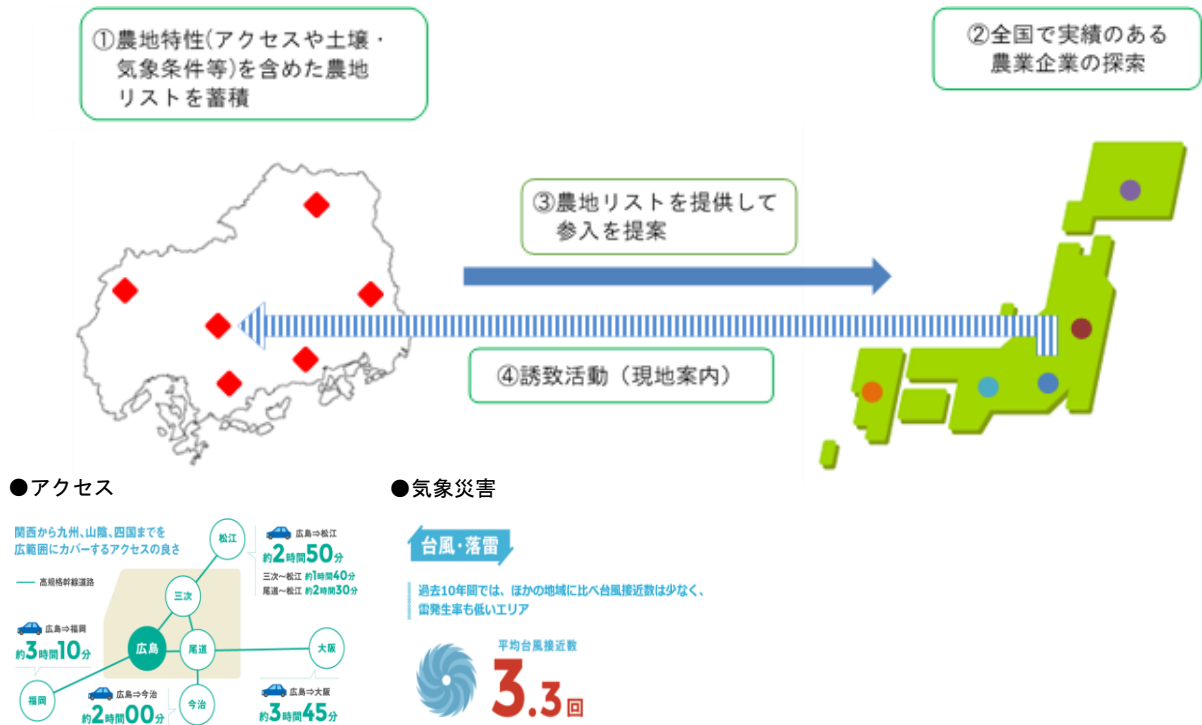 ①農地特性(アクセスや土壌・
気象条件等)を含めた農地
リストを蓄積
②全国で実績のある
農業企業の探索
③農地リストを提供して
参入を提案
④誘致活動（現地案内）
●アクセス
関西から九州、山陰、四国までを
広範囲にカバーするアクセスの良さ
高規格幹線道路
松江
広島⇒松江
約2時間50分
三次～松江 約1時間40分
尾道～松江 約2時間30分
三次
広島⇒福岡
約3時間10分
広島
尾道
大阪
福岡
広島⇒今治
約2時間00分
今治
広島⇒大阪
約3時間45分
●気象災害
台風・落雷
過去10年間では、ほかの地域に比べ台風接近数は少なく、
雷発生率も低いエリア
平均台風接近数
3.3回